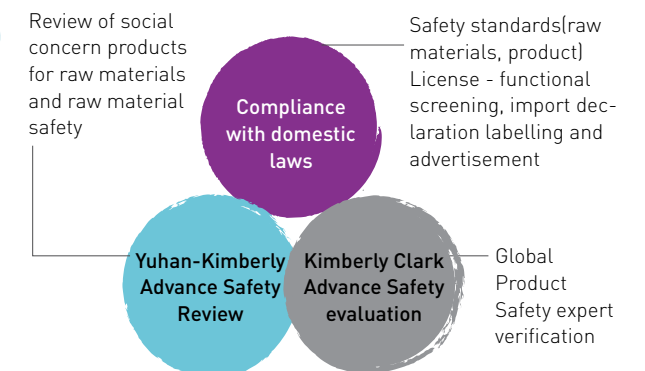 Review of social
concern products
for raw materials
and raw material
safety
Safety standards(raw
materials, product)
License - functional
screening, import dec-
laration labelling and
advertisement
Compliance
with domestic
laws
Yuhan-Kimberly
Advance Safety
Review
Kimberly Clark
Advance Safety
evaluation
Global
Product
Safety expert
verification